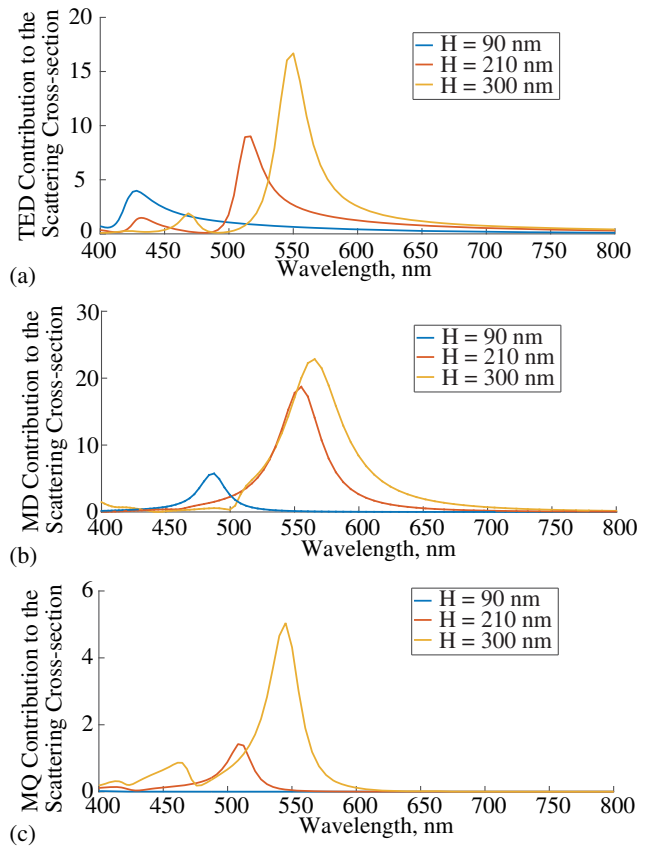 TED Contribution to the
Scattering Cross-section
20
15
10
5
0
400 450 500 550 600 650 700 750 800
Wavelength, nm
H = 90 nm
H = 210 nm
H = 300 nm
(a)
MD Contribution to the
Scattering Cross-section
30
20
10
0
400 450 500 550 600 650 700 750 800
Wavelength, nm
H = 90 nm
H = 210 nm
H = 300 nm
(b)
MQ Contribution to the
Scattering Cross-section
6
4
2
0
400 450 500 550 600 650 700 750 800
Wavelength, nm
H = 90 nm
H = 210 nm
H = 300 nm
(c)